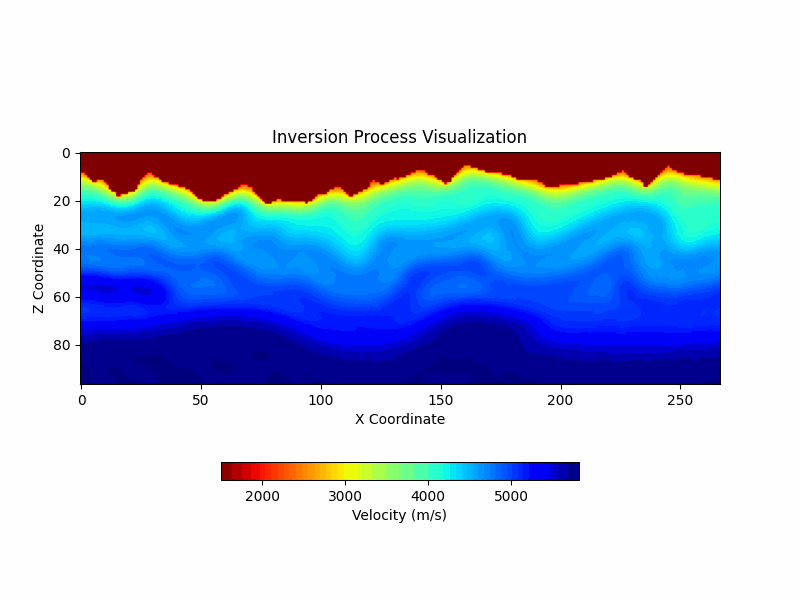 Inversion Process Visualization
0
20
40
60
80
Z Coordinate
0 50 100 150 200 250
X Coordinate
2000 3000 4000 5000
Velocity (m/s)